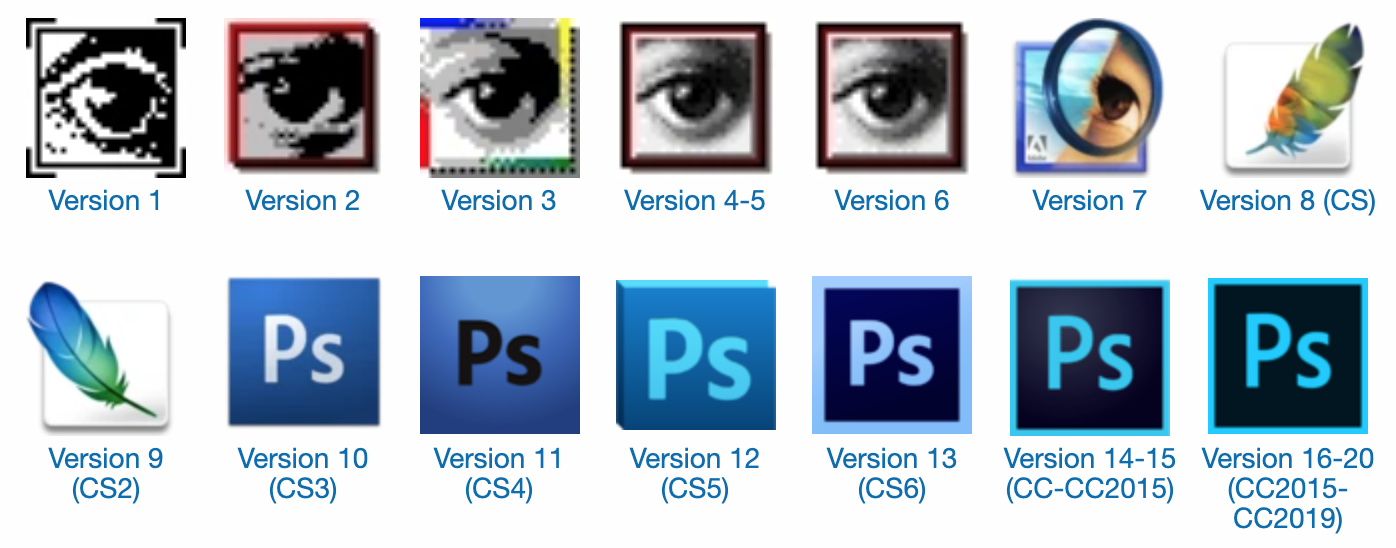 Version 1
Version 2
Version 3
Version 4-5
Version 6
Adobe
Version 7
Version 8 (CS)
Ps
Ps
Ps
Ps
Ps
Ps
Version 9
(CS2)
Version 10
(CS3)
Version 11
(CS4)
Version 12
(CS5)
Version 13
(CS6)
Version 14-15
(CC-CC2015)
Version 16-20
(CC2015-
CC2019)